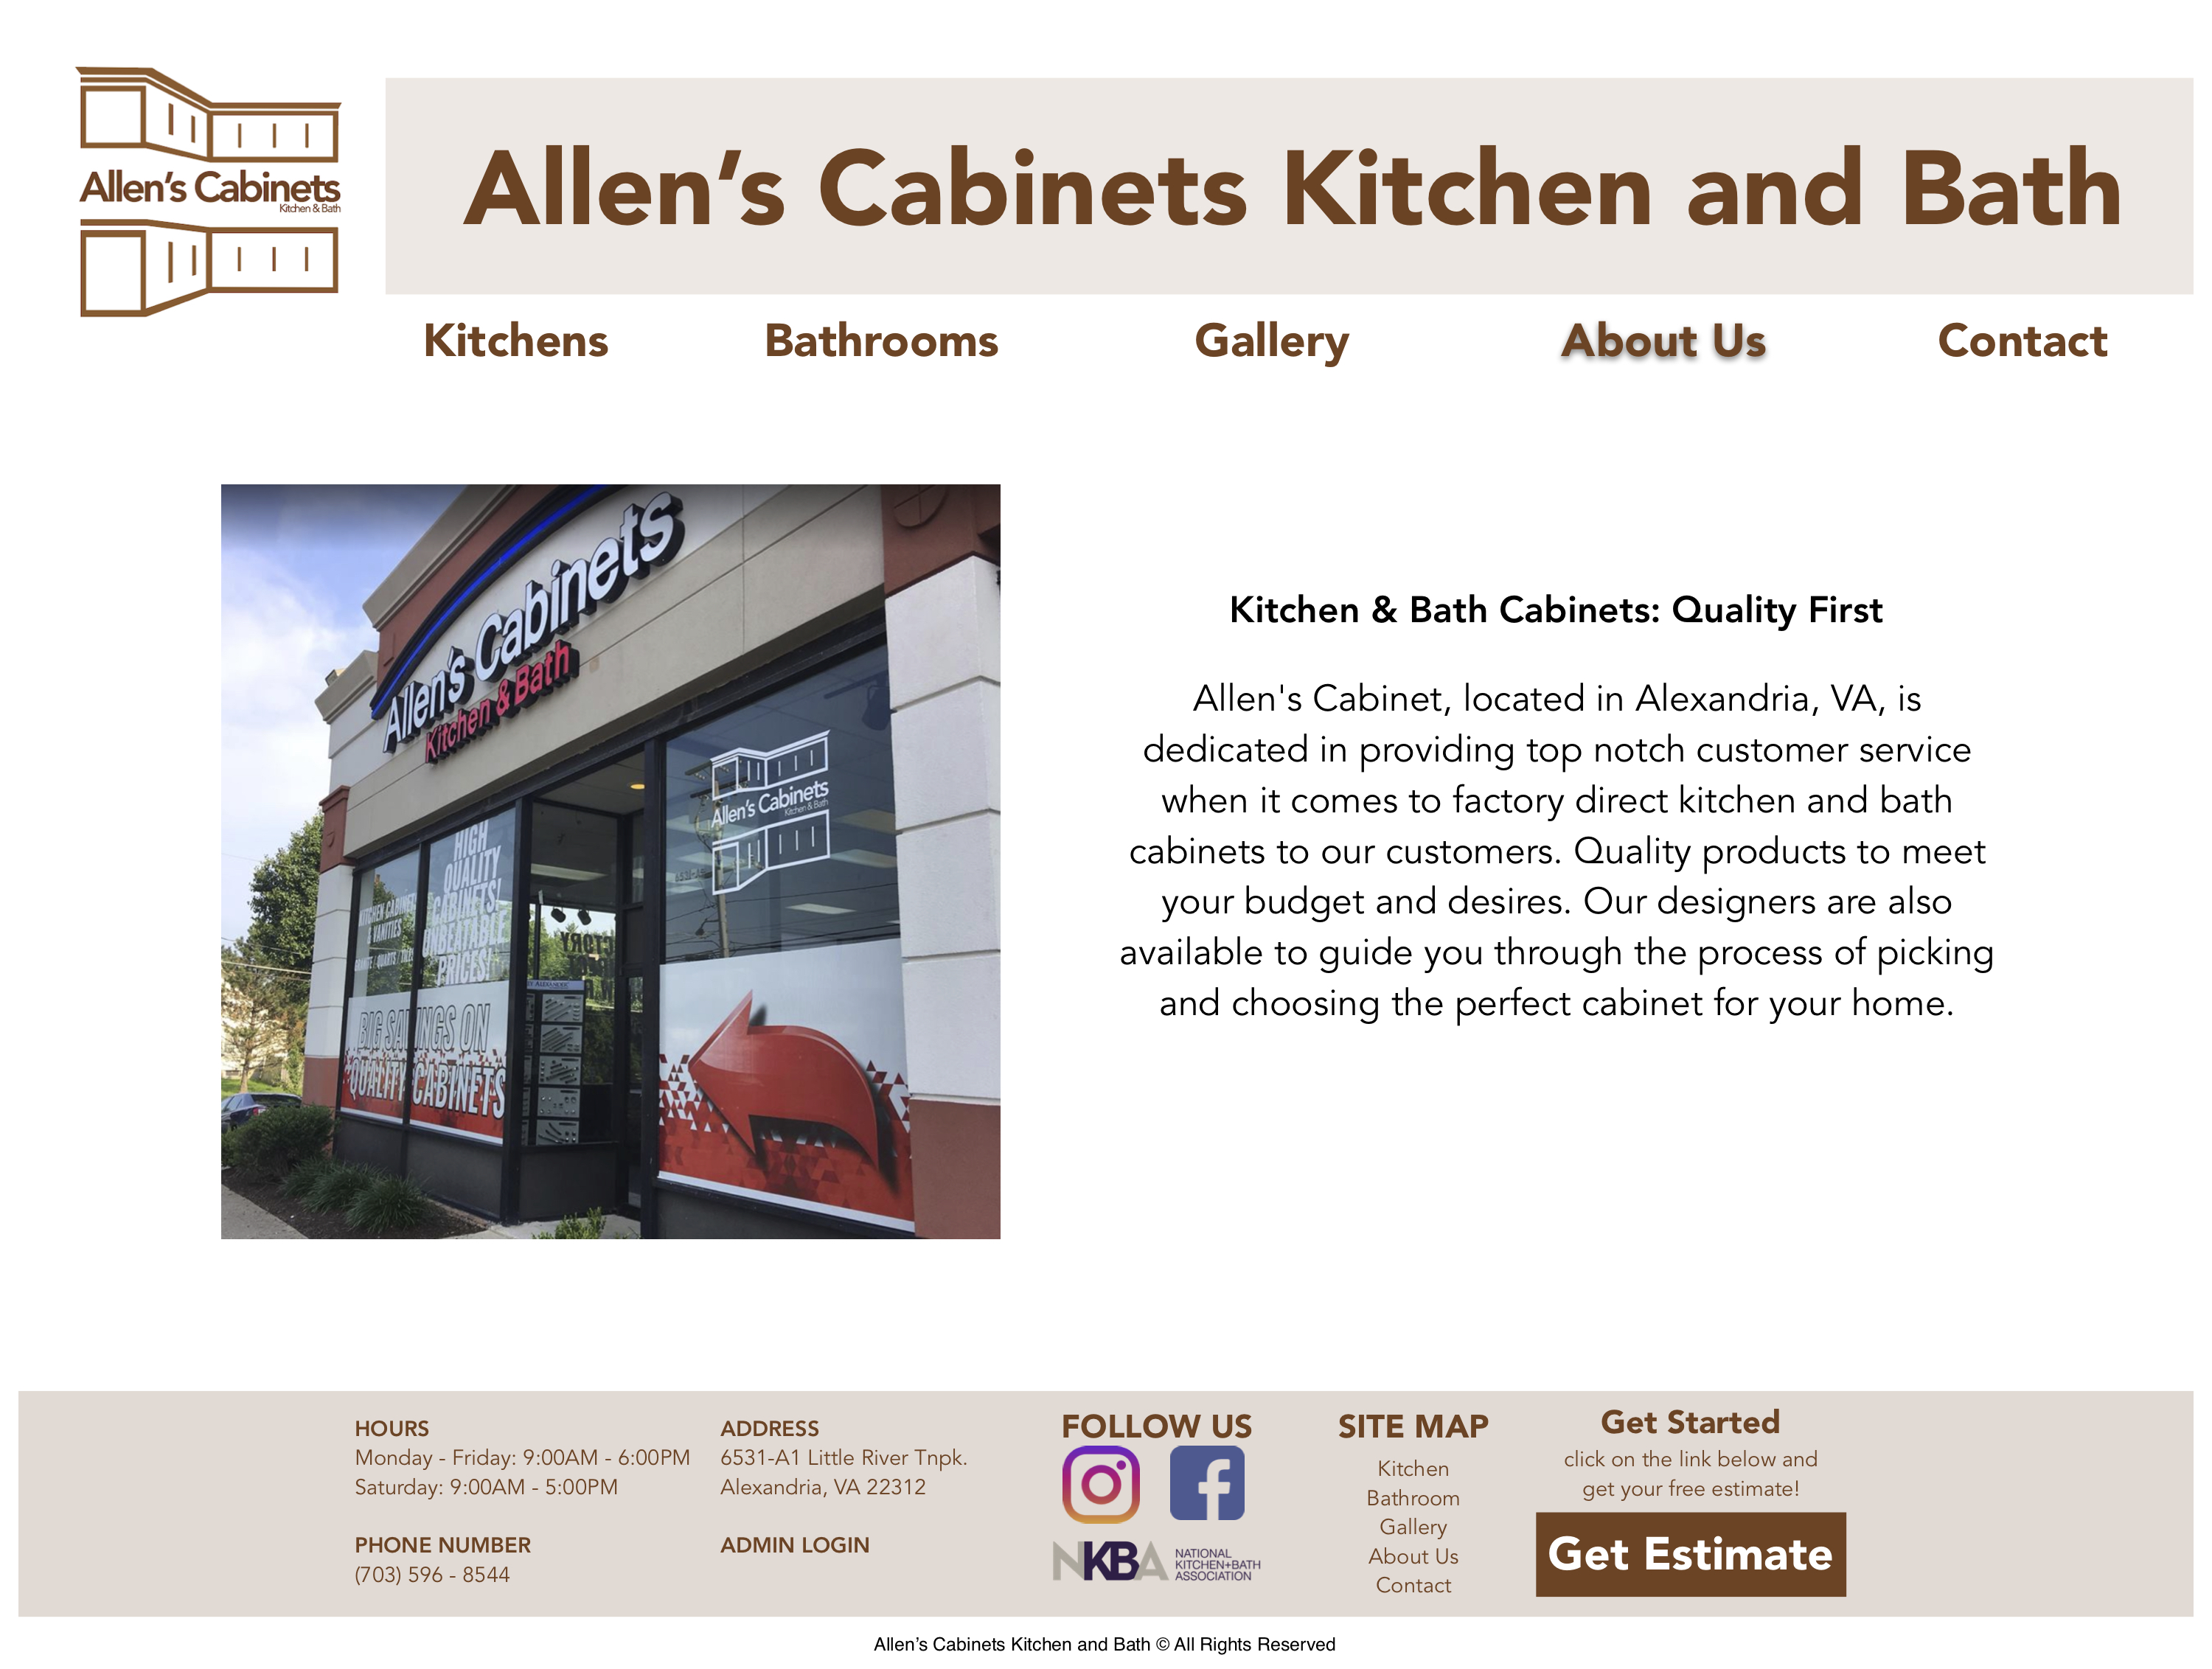 Allen's Cabinets
Kitchen & Bath
Allen’s Cabinets Kitchen and Bath
Kitchens
Bathrooms
Gallery
About Us
Contact
Allen's Cabinets
Kitchen & Bath
Allen's Cabinets
Kitchen & Bath
HIGH
QUALITY
CABINETS!
UNBEATABLE
PRICES!
KITCHEN CABINET
& VANITIES
BIG SAVINGS ON
QUALITY CABINETS
Kitchen & Bath Cabinets: Quality First
Allen's Cabinet, located in Alexandria, VA, is
dedicated in providing top notch customer service
when it comes to factory direct kitchen and bath
cabinets to our customers. Quality products to meet
your budget and desires. Our designers are also
available to guide you through the process of picking
and choosing the perfect cabinet for your home.
HOURS
Monday - Friday: 9:00AM - 6:00PM
Saturday: 9:00AM - 5:00PM
PHONE NUMBER
(703) 596 - 8544
ADDRESS
6531-A1 Little River Tnpk.
Alexandria, VA 22312
ADMIN LOGIN
FOLLOW US
NKBA
NATIONAL
KITCHEN+BATH
ASSOCIATION
SITE MAP
Kitchen
Bathroom
Gallery
About Us
Contact
Get Started
click on the link below and
get your free estimate!
Get Estimate
Allen’s Cabinets Kitchen and Bath © All Rights Reserved